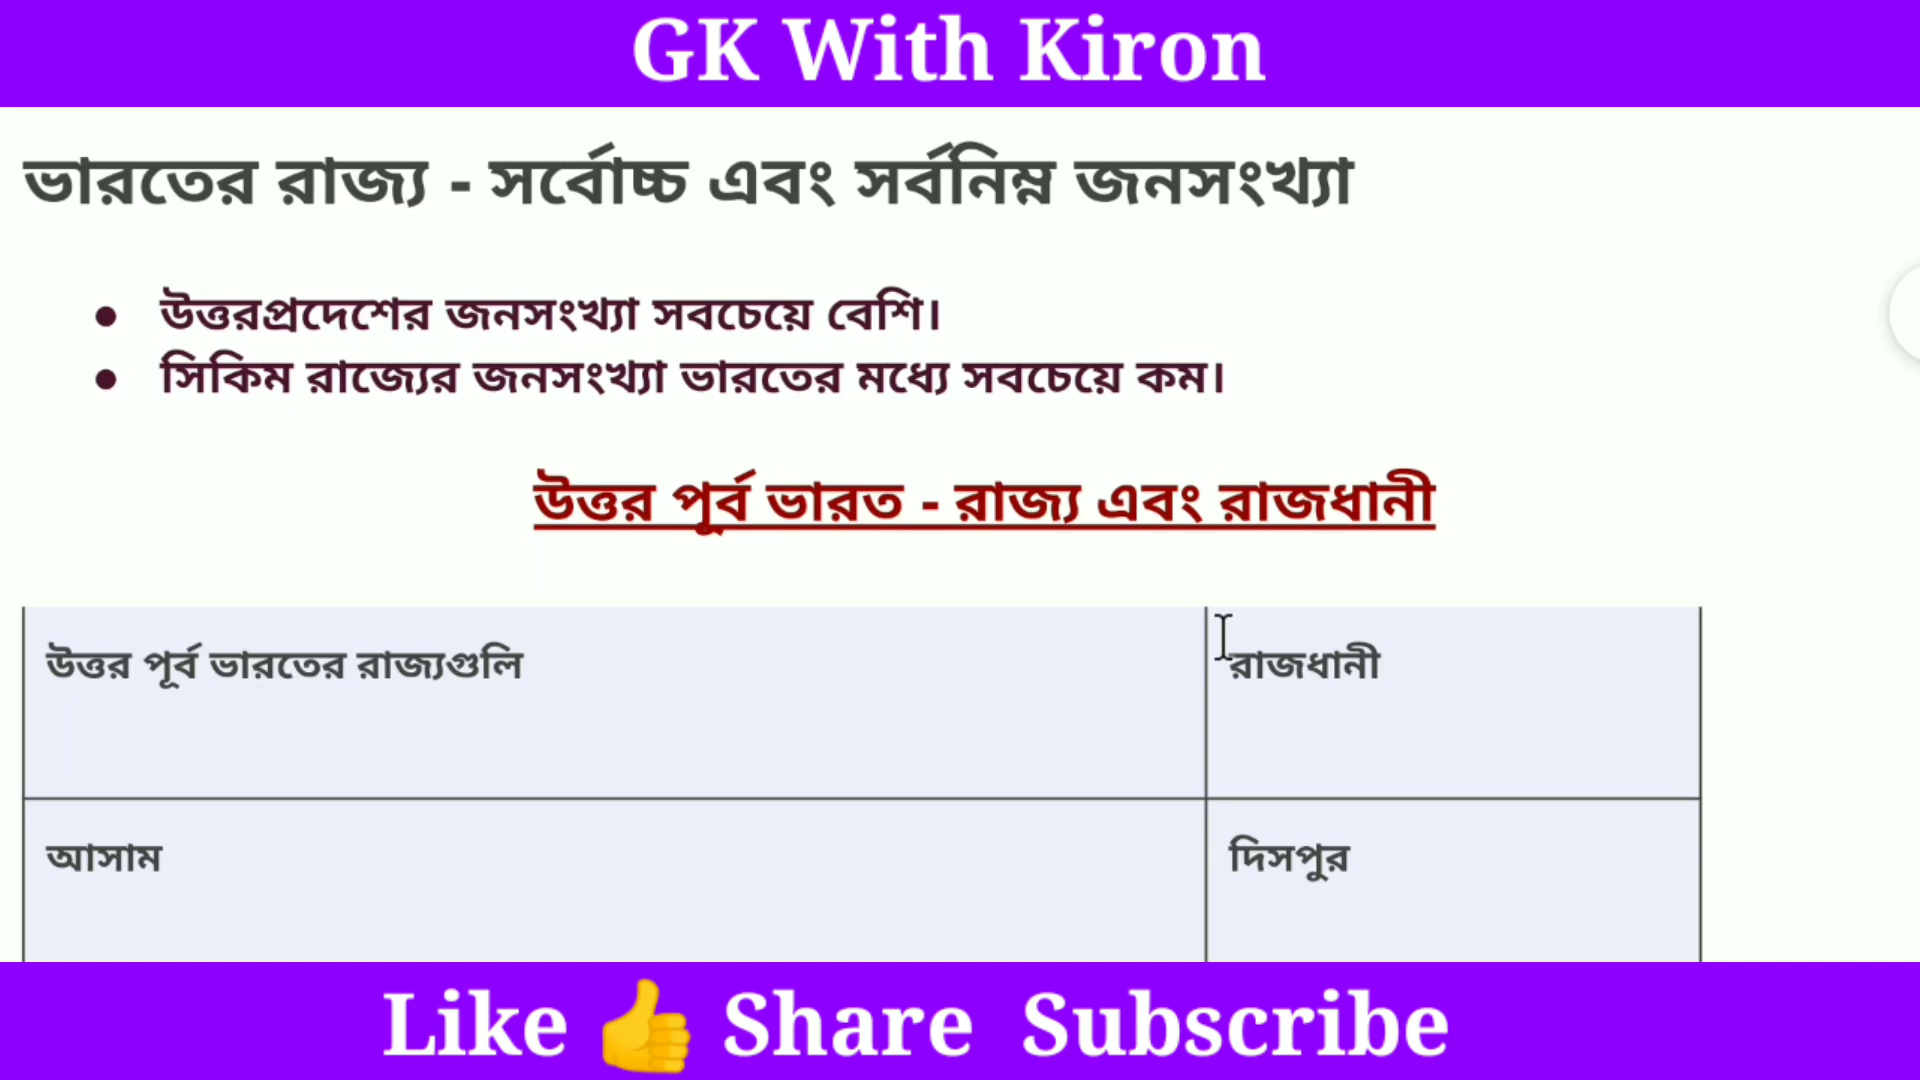 GK With Kiron
ভারতের রাজ্য - সর্বোচ্চ এবং সর্বনিম্ন জনসংখ্যা
● উত্তরপ্রদেশের জনসংখ্যা সবচেয়ে বেশি।
● সিকিম রাজ্যের জনসংখ্যা ভারতের মধ্যে সবচেয়ে কম।
উত্তর পূর্ব ভারত - রাজ্য এবং রাজধানী
উত্তর পূর্ব ভারতের রাজ্যগুলি রাজধানী
আসাম দিসপুর
Like 👍 Share Subscribe